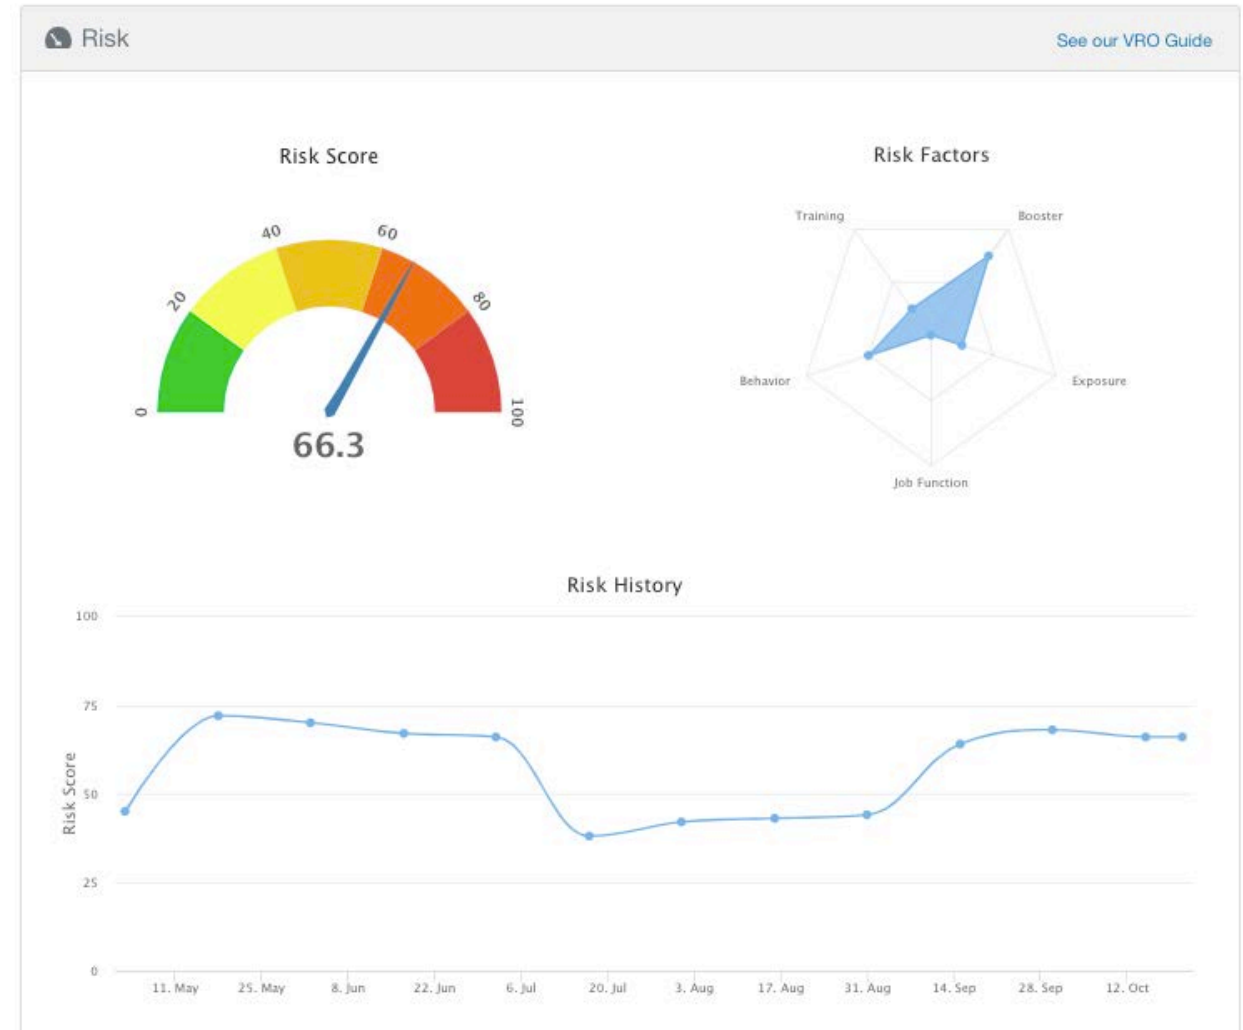 Risk
See our VRO Guide
Risk Score
Risk Factors
0
20
40
60
80
100
66.3
Training
Booster
Behavior
Exposure
Job Function
Risk History
Risk Score
100
75
50
25
0
11. May
25. May
8. Jun
22. Jun
6. Jul
20. Jul
3. Aug
17. Aug
31. Aug
14. Sep
28. Sep
12. Oct